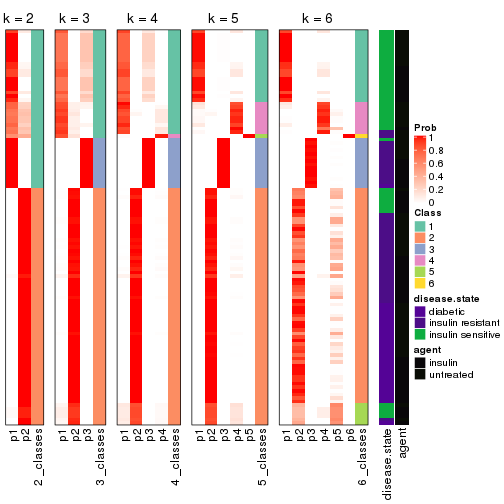 k = 2 k = 3 k = 4 k = 5 k = 6
Prob
1
0.8
0.6
0.4
0.2
0
Class
1
2
3
4
5
6
disease.state
diabetic
insulin resistant
insulin sensitive
agent
insulin
untreated
p1 p2 2_classes p1 p2 p3 3_classes p1 p2 p3 p4 4_classes p1 p2 p3 p4 p5 5_classes p1 p2 p3 p4 p5 p6 6_classes disease.state agent